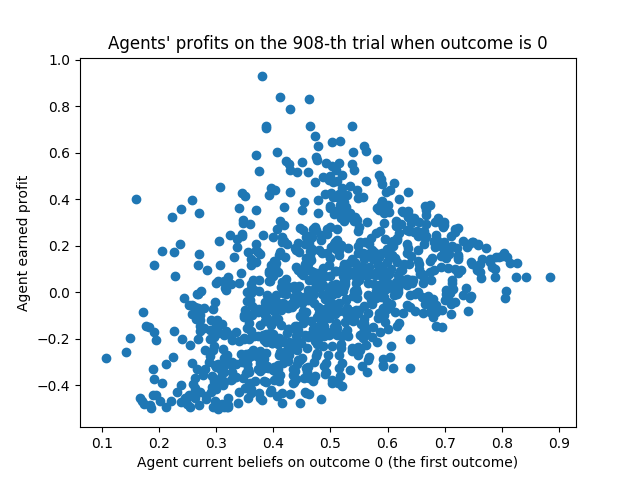 Agents' profits on the 908-th trial when outcome is 0
1.0
0.8
0.6
0.4
0.2
0.0
−0.2
−0.4
Agent earned profit
0.1 0.2 0.3 0.4 0.5 0.6 0.7 0.8 0.9
Agent current beliefs on outcome 0 (the first outcome)